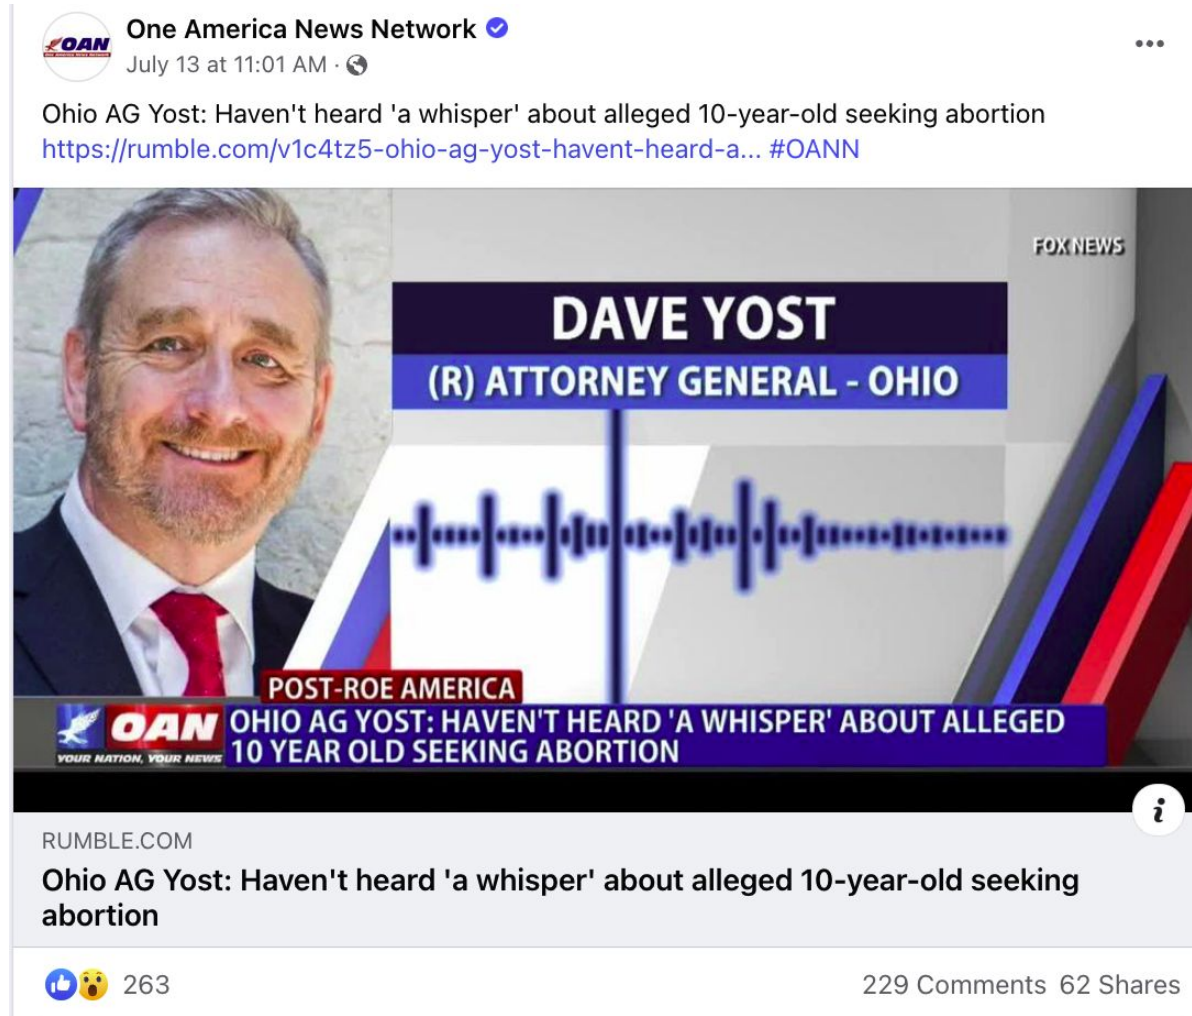 OAN
One America News Network
July 13 at 11:01 AM ·
Ohio AG Yost: Haven't heard 'a whisper' about alleged 10-year-old seeking abortion
https://rumble.com/v1c4tz5-ohio-ag-yost-havent-heard-a... #OANN
FOX NEWS
DAVE YOST
(R) ATTORNEY GENERAL - OHIO
POST-ROE AMERICA
OAN
YOUR NATION, YOUR NEWS
OHIO AG YOST: HAVEN'T HEARD 'A WHISPER' ABOUT ALLEGED
10 YEAR OLD SEEKING ABORTION
i
RUMBLE.COM
Ohio AG Yost: Haven't heard 'a whisper' about alleged 10-year-old seeking
abortion
263
229 Comments 62 Shares